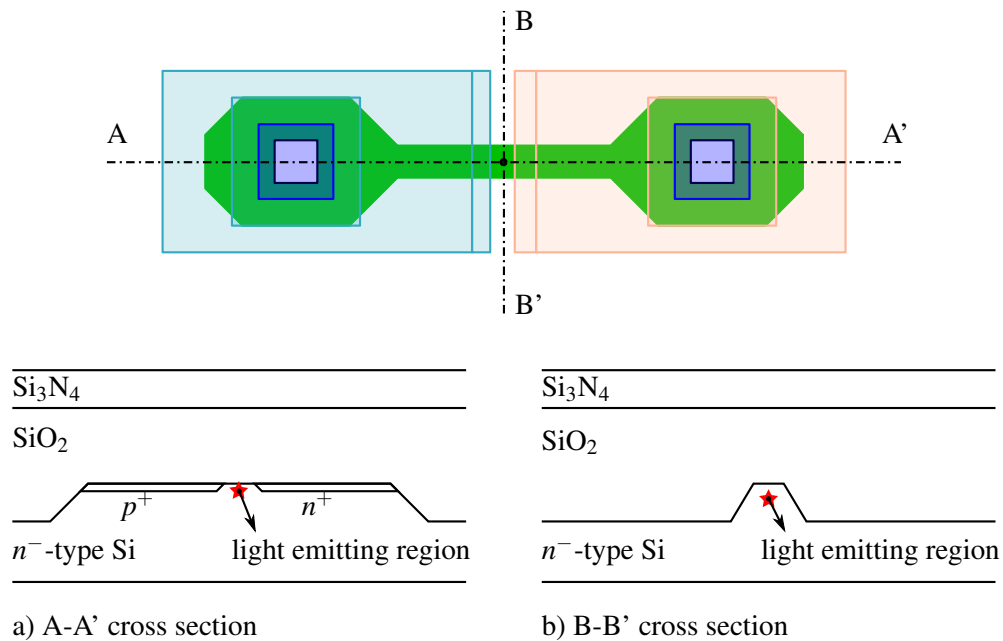 B
A
A’
B’
Si₃N₄
Si₃N₄
SiO₂
SiO₂
p⁺
n⁺
n⁻-type Si
light emitting region
n⁻-type Si
light emitting region
a) A-A’ cross section
b) B-B’ cross section